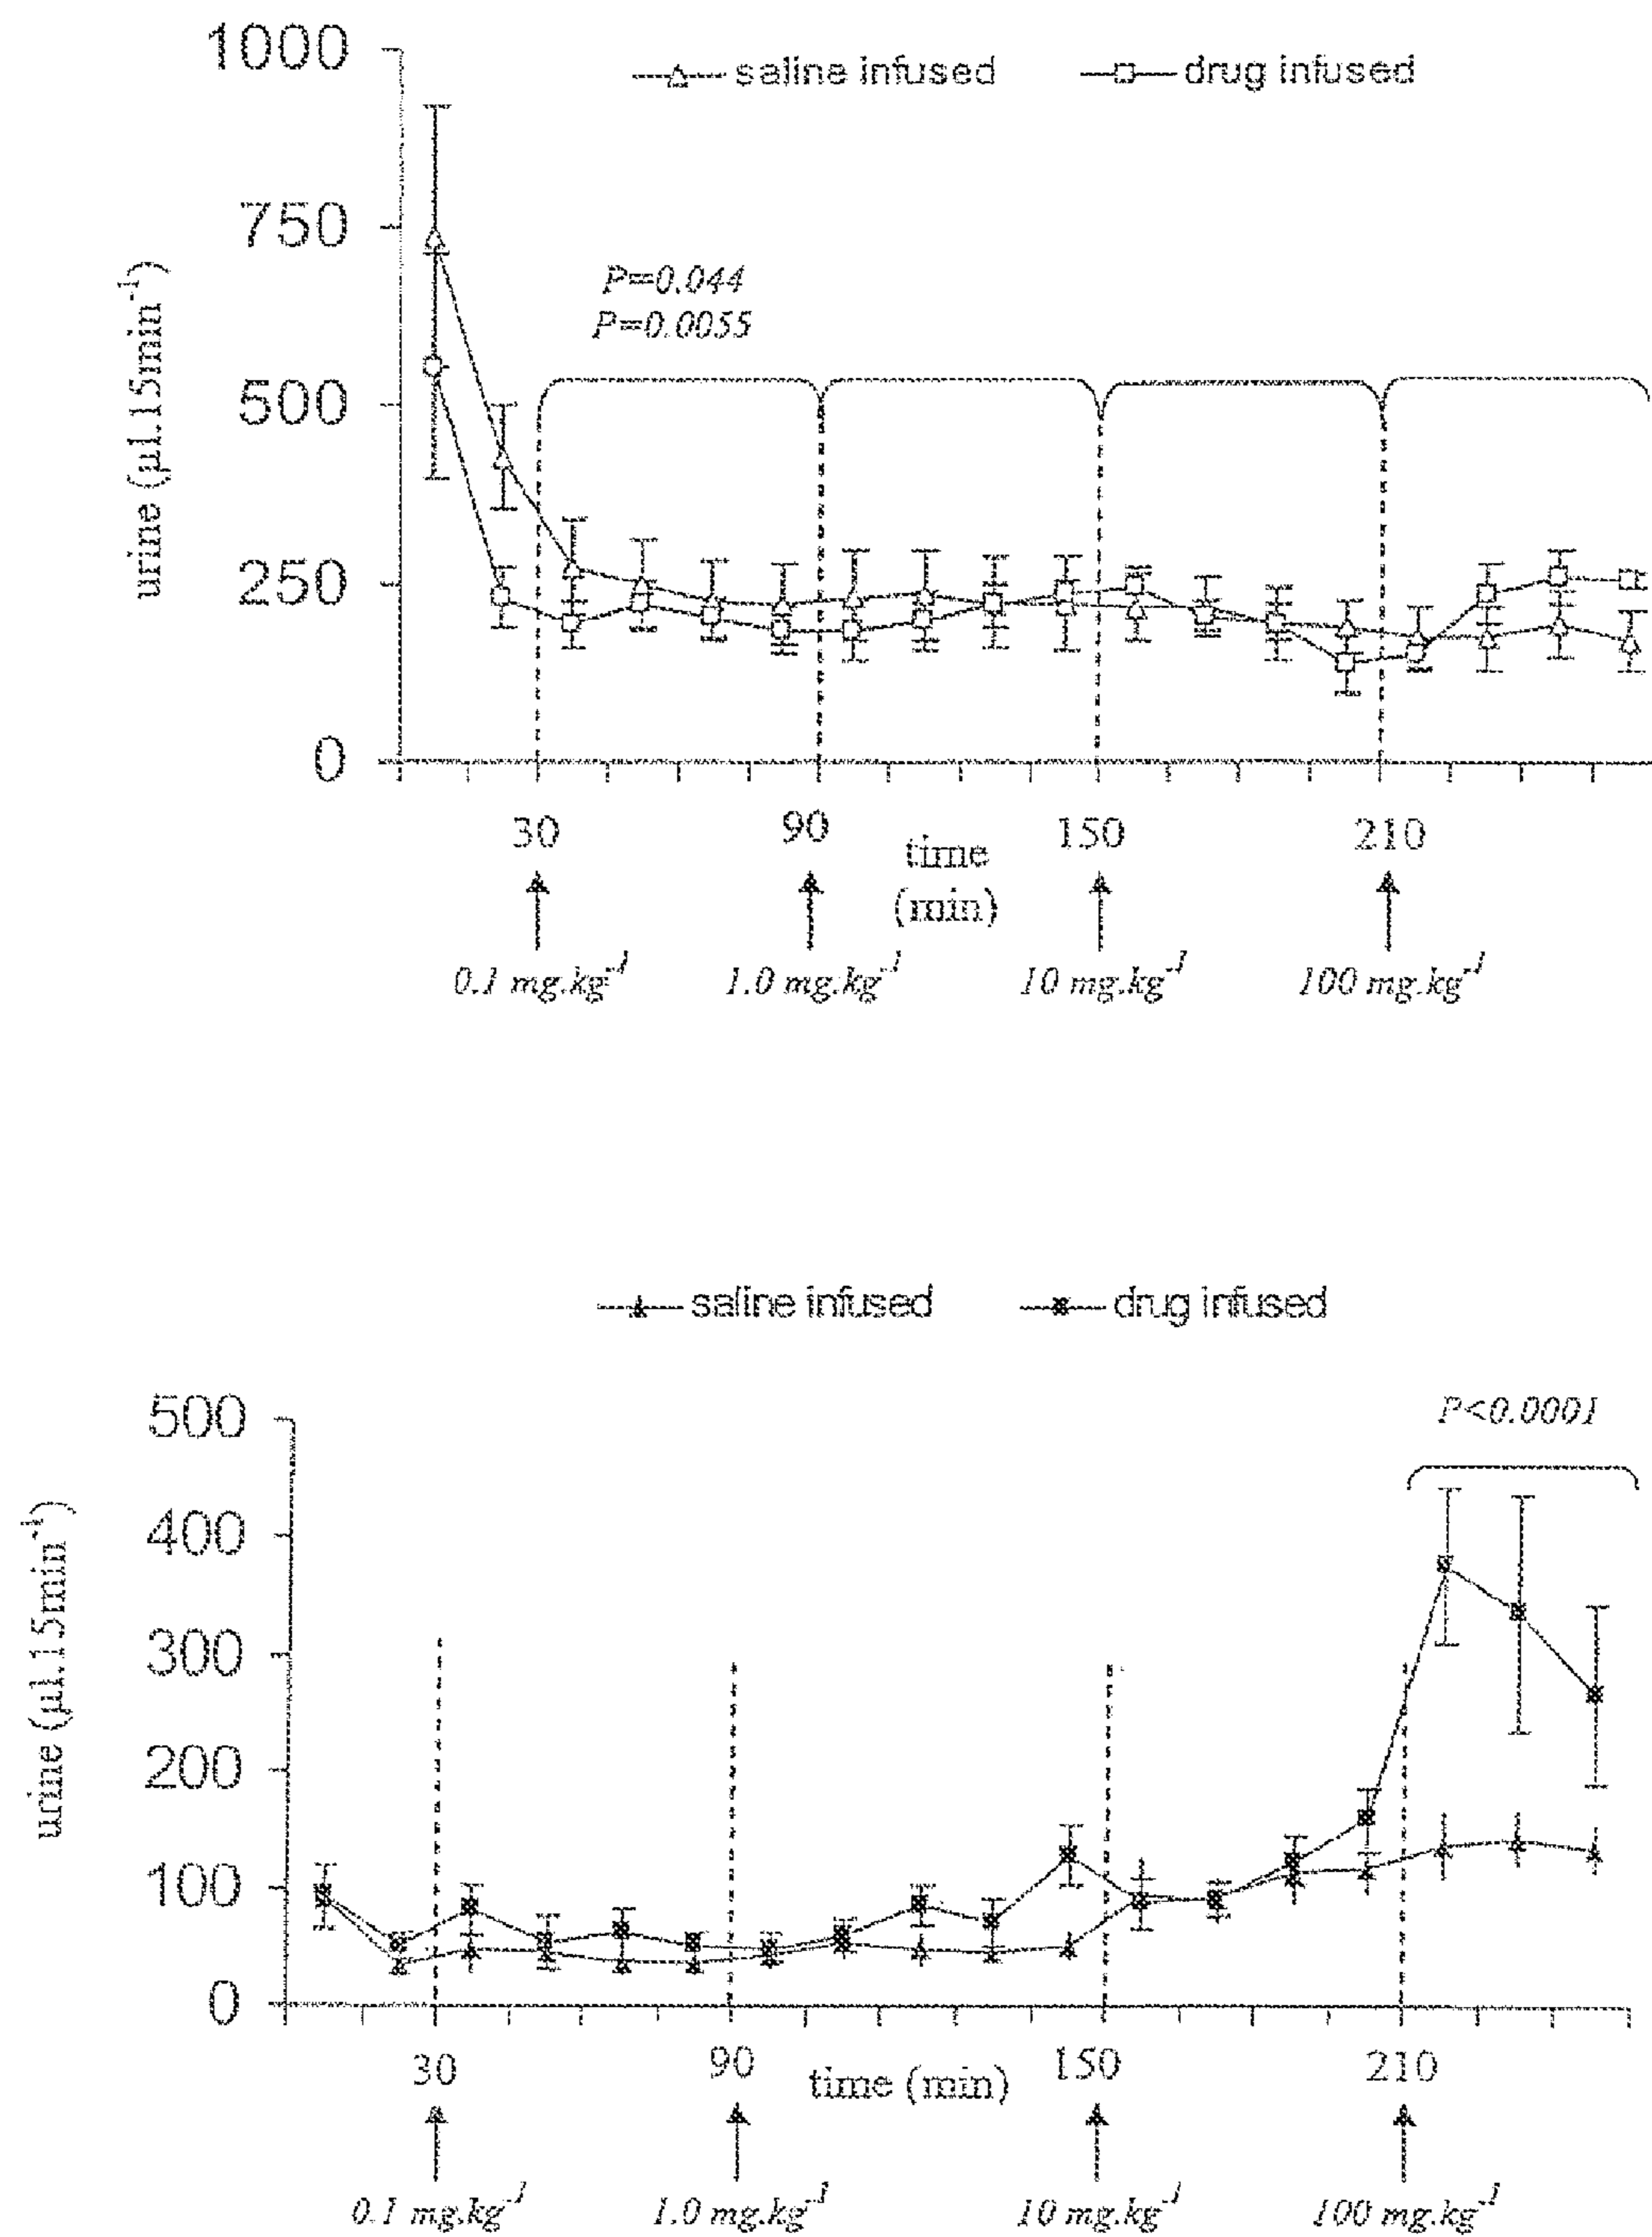 1000
saline infused drug infused
750
P=0.044
P=0.0055
500
250
0
urine (µl.15min⁻¹)
30 90 150 210
time
(min)
0.1 mg.kg⁻¹ 1.0 mg.kg⁻¹ 10 mg.kg⁻¹ 100 mg.kg⁻¹
saline infused drug infused
P<0.0001
500
400
300
200
100
0
urine (µl.15min⁻¹)
30 90 time (min) 150 210
0.1 mg.kg⁻¹ 1.0 mg.kg⁻¹ 10 mg.kg⁻¹ 100 mg.kg⁻¹